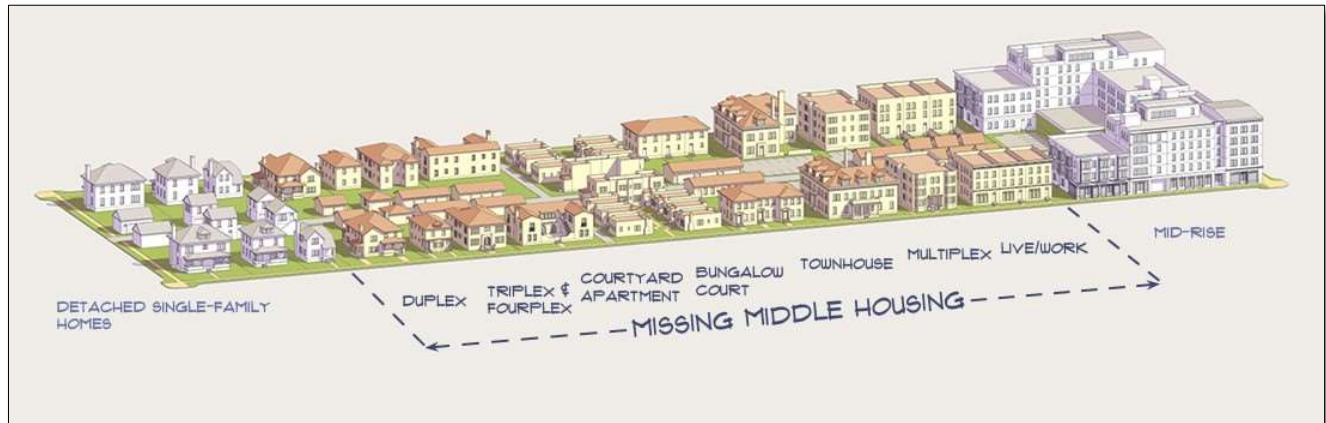 DETACHED SINGLE-FAMILY
HOMES
DUPLEX
TRIPLEX &
FOURPLEX
COURTYARD
APARTMENT
BUNGALOW
COURT
TOWNHOUSE
MULTIPLEX
LIVE/WORK
MID-RISE
MISSING MIDDLE HOUSING